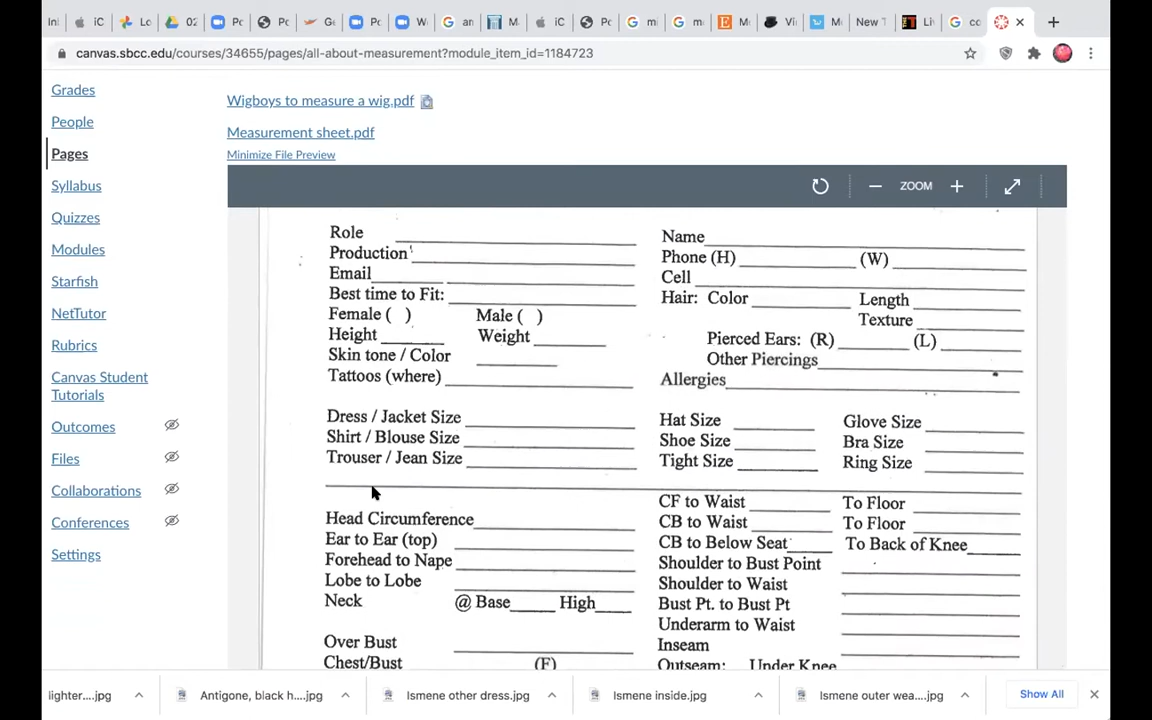 canvas.sbcc.edu/courses/34655/pages/all-about-measurement?module_item_id=1184723
Grades
People
Pages
Syllabus
Quizzes
Modules
Starfish
NetTutor
Rubrics
Canvas Student
Tutorials
Outcomes
Files
Collaborations
Conferences
Settings
Wigboys to measure a wig.pdf
Measurement sheet.pdf
Minimize File Preview
ZOOM
Role
Production
Email
Best time to Fit:
Female ( ) Male ( )
Height Weight
Skin tone / Color
Tattoos (where)
Name
Phone (H) (W)
Cell
Hair: Color Length
Texture
Pierced Ears: (R) (L)
Other Piercings
Allergies
Dress / Jacket Size
Shirt / Blouse Size
Trouser / Jean Size
Hat Size Glove Size
Shoe Size Bra Size
Tight Size Ring Size
Head Circumference
Ear to Ear (top)
Forehead to Nape
Lobe to Lobe
Neck @ Base High
Over Bust
Chest/Bust (F)
CF to Waist To Floor
CB to Waist To Floor
CB to Below Seat To Back of Knee
Shoulder to Bust Point
Shoulder to Waist
Bust Pt. to Bust Pt
Underarm to Waist
Inseam
Outseam: Under Knee
lighter....jpg
Antigone, black h....jpg
Ismene other dress.jpg
Ismene inside.jpg
Ismene outer wea....jpg
Show All